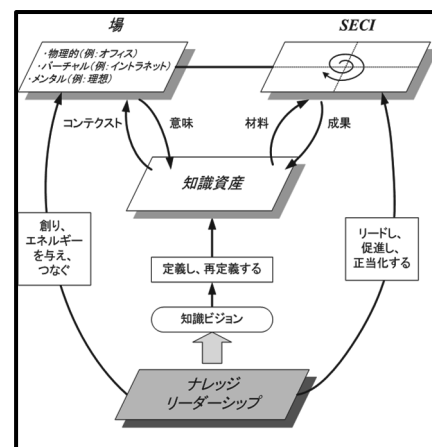 場
SECI
・物理的(例:オフィス)
・バーチャル(例:イントラネット)
・メンタル(例:理想)
コンテクスト
意味
材料
成果
知識資産
創り、
エネルギー
を与え、
つなぐ
リードし、
促進し、
正当化する
定義し、再定義する
知識ビジョン
ナレッジ
リーダーシップ